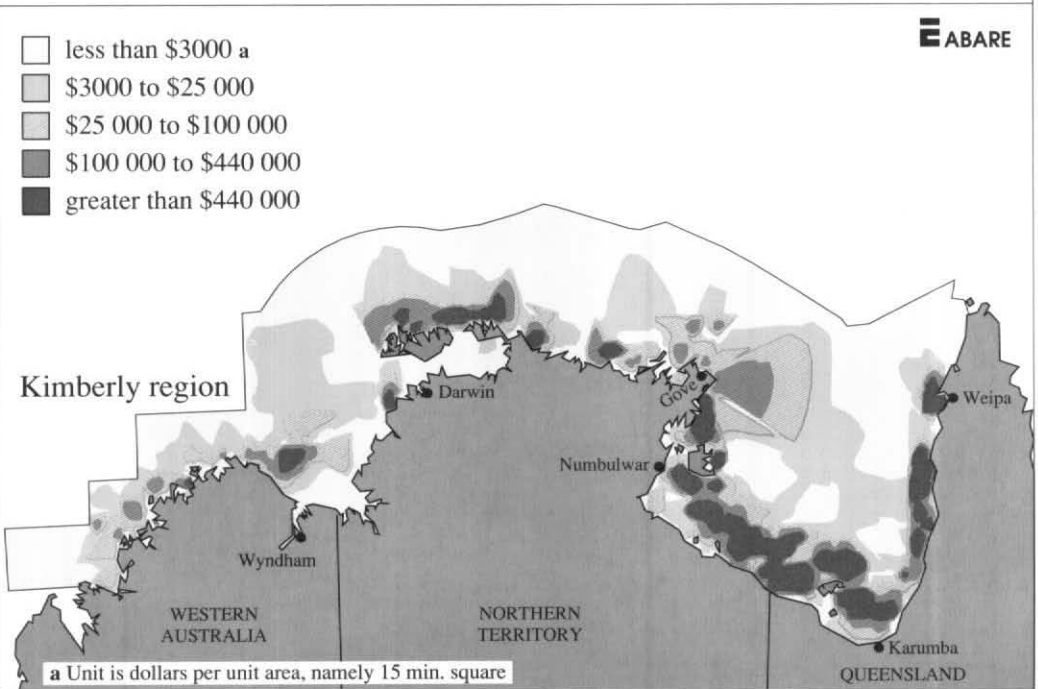 ABARE
less than $3000 a
$3000 to $25 000
$25 000 to $100 000
$100 000 to $440 000
greater than $440 000
Kimberly region
Darwin
Gove
Weipa
Numbulwar
Wyndham
WESTERN
AUSTRALIA
NORTHERN
TERRITORY
Karumba
QUEENSLAND
a Unit is dollars per unit area, namely 15 min. square